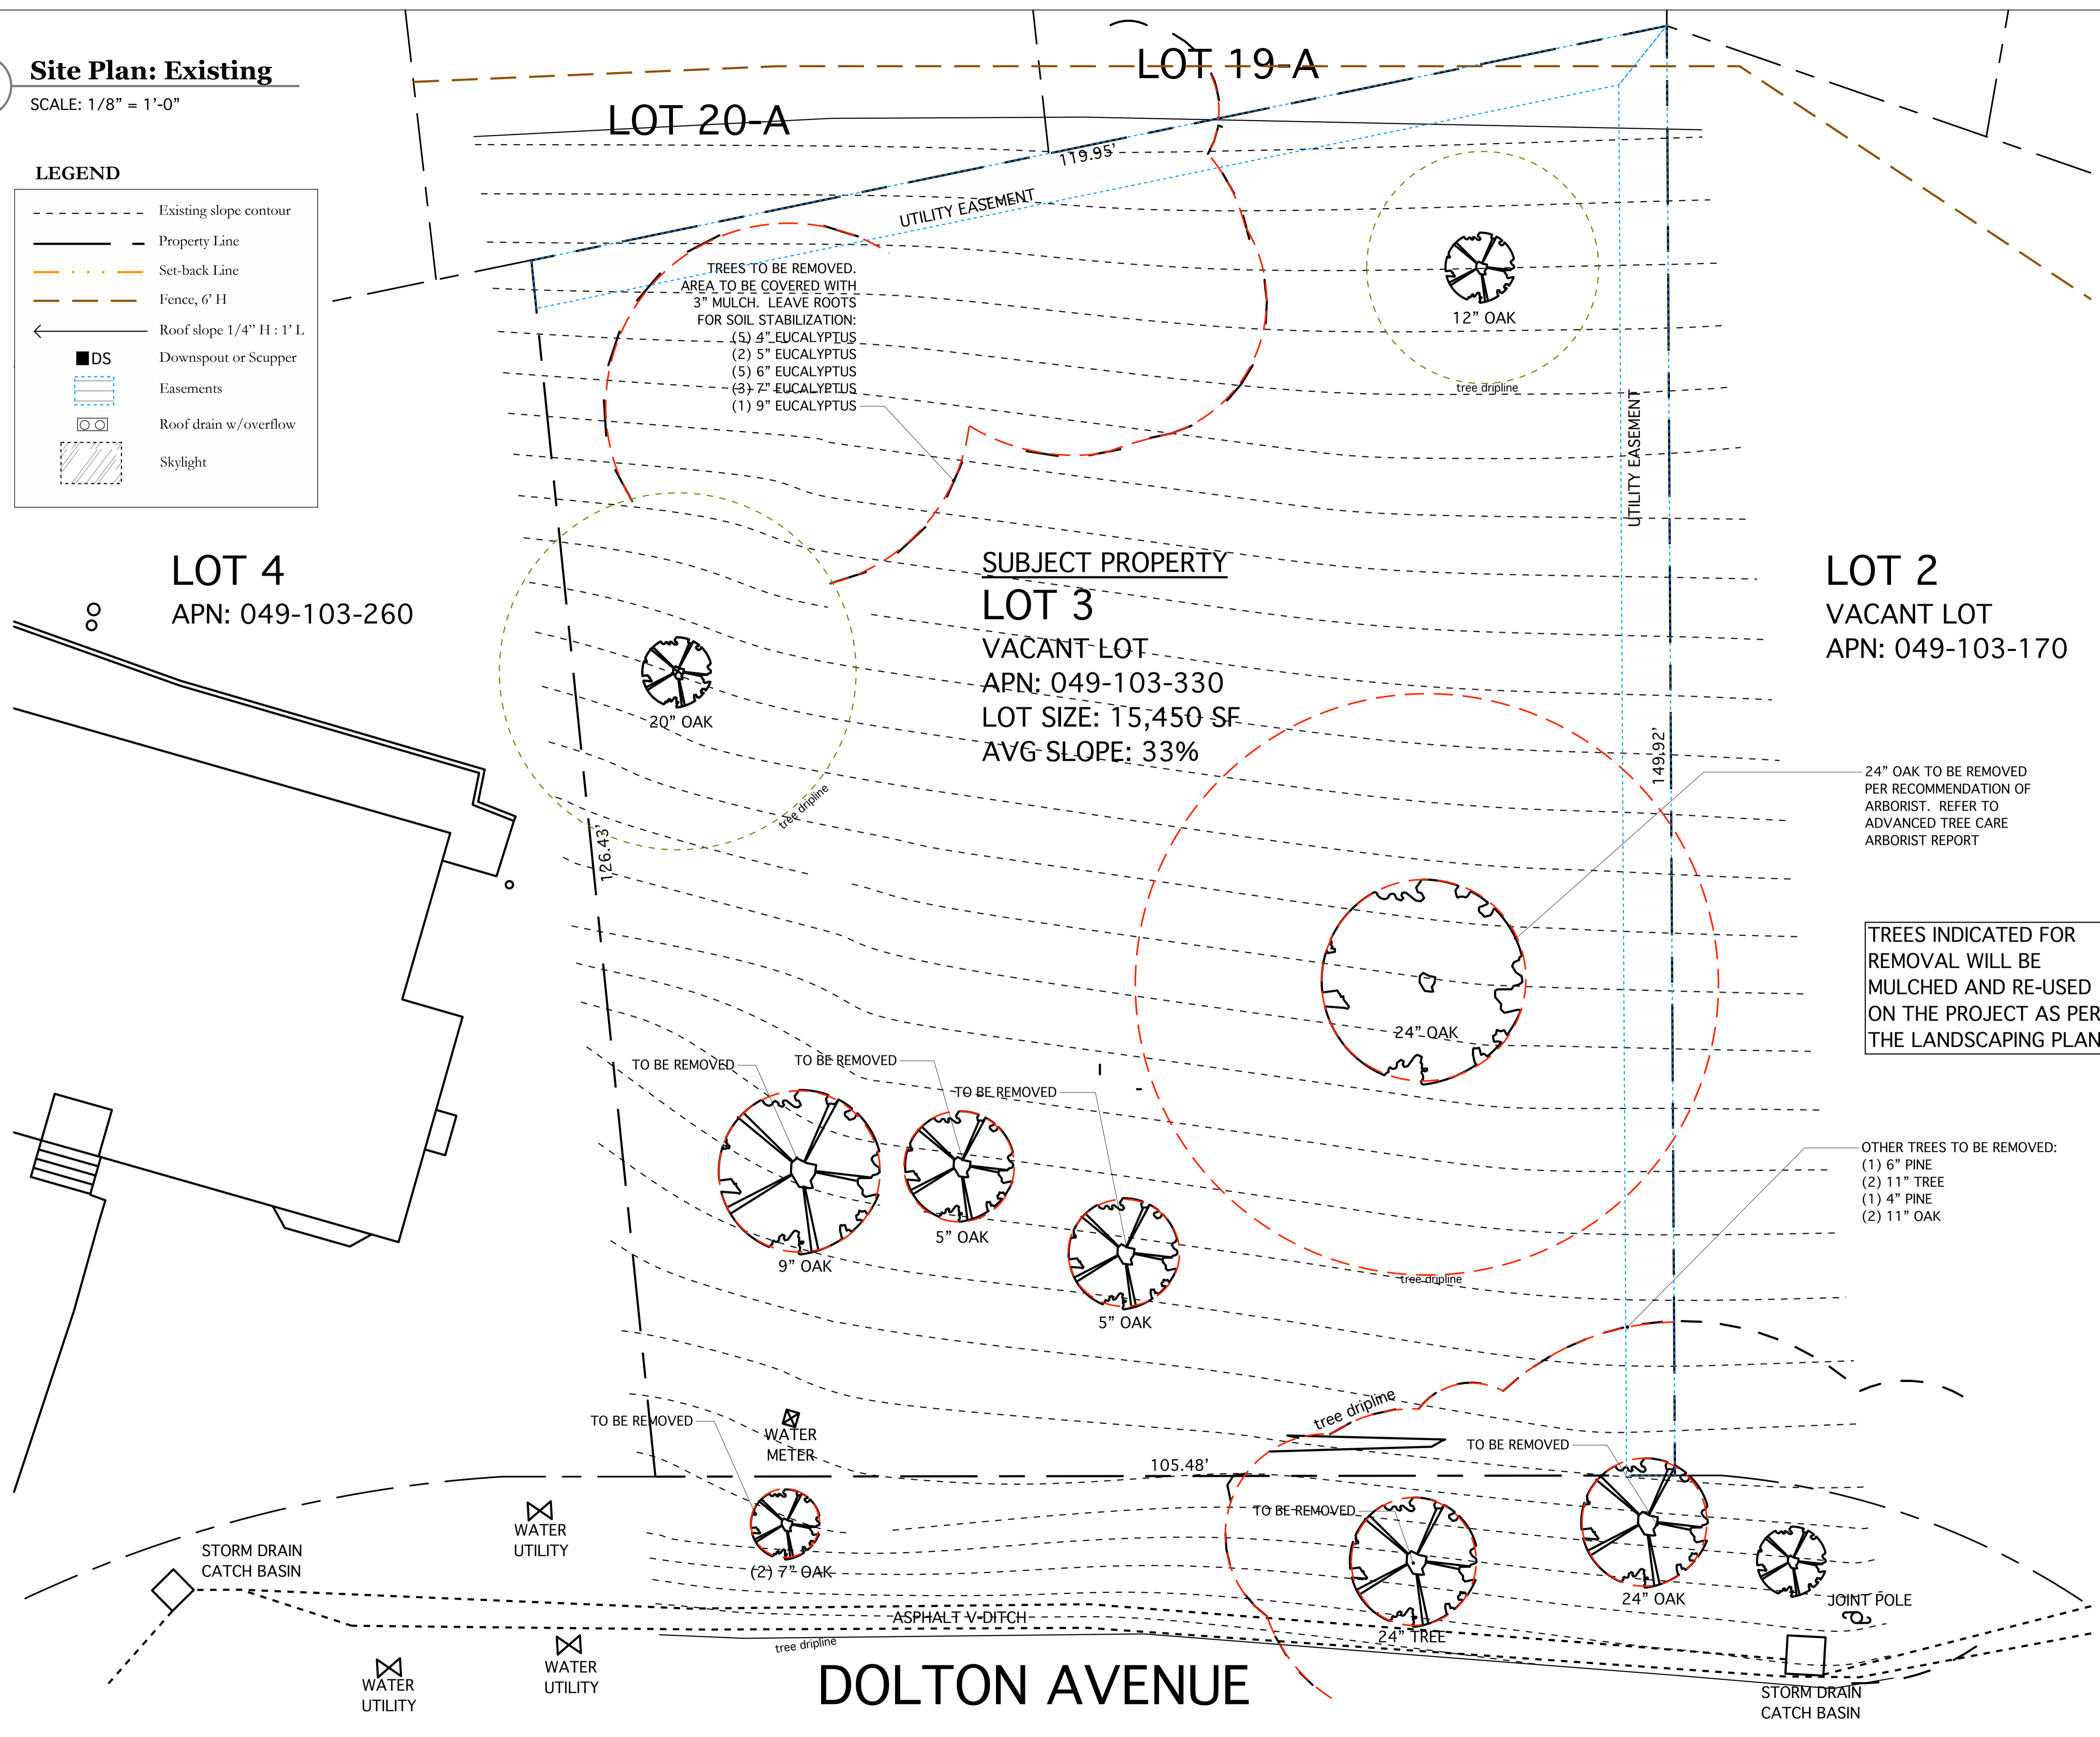 Site Plan: Existing
SCALE: 1/8” = 1’-0”
LEGEND
Existing slope contour
Property Line
Set-back Line
Fence, 6’ H
Roof slope 1/4” H : 1’ L
DS
Downspout or Scupper
Easements
Roof drain w/overflow
Skylight
LOT 19-A
LOT 20-A
119.95’
UTILITY EASEMENT
TREES TO BE REMOVED.
AREA TO BE COVERED WITH
3” MULCH. LEAVE ROOTS
FOR SOIL STABILIZATION:
(5) 4” EUCALYPTUS
(2) 5” EUCALYPTUS
(5) 6” EUCALYPTUS
(3) 7” EUCALYPTUS
(1) 9” EUCALYPTUS
12” OAK
tree dripline
UTILITY EASEMENT
LOT 4
APN: 049-103-260
SUBJECT PROPERTY
LOT 3
VACANT LOT
APN: 049-103-330
LOT SIZE: 15,450 SF
AVG SLOPE: 33%
LOT 2
VACANT LOT
APN: 049-103-170
20” OAK
tree dripline
126.43’
149.92’
24” OAK TO BE REMOVED
PER RECOMMENDATION OF
ARBORIST. REFER TO
ADVANCED TREE CARE
ARBORIST REPORT
TREES INDICATED FOR
REMOVAL WILL BE
MULCHED AND RE-USED
ON THE PROJECT AS PER
THE LANDSCAPING PLAN
24” OAK
TO BE REMOVED
TO BE REMOVED
TO BE REMOVED
9” OAK
5” OAK
5” OAK
tree dripline
OTHER TREES TO BE REMOVED:
(1) 6” PINE
(2) 11” TREE
(1) 4” PINE
(2) 11” OAK
tree dripline
TO BE REMOVED
WATER
METER
105.48’
TO BE REMOVED
TO BE REMOVED
WATER
UTILITY
STORM DRAIN
CATCH BASIN
(2) 7” OAK
24” OAK
JOINT POLE
ASPHALT V-DITCH
24” TREE
tree dripline
WATER
UTILITY
WATER
UTILITY
DOLTON AVENUE
STORM DRAIN
CATCH BASIN